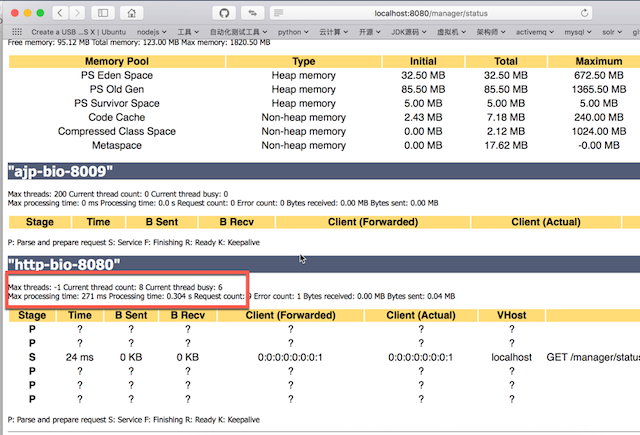 localhost:8080/manager/status
Create a USB ...S X | Ubuntu nodejs 工具 自动化测试工具 python 云计算 开发 JDK源码 虚拟机 架构师 activemq mysql solr
Free memory: 95.12 MB Total memory: 123.00 MB Max memory: 1820.50 MB
Memory Pool Type Initial Total Maximum
PS Eden Space Heap memory 32.50 MB 32.50 MB 672.50 MB
PS Old Gen Heap memory 85.50 MB 85.50 MB 1365.50 MB
PS Survivor Space Heap memory 5.00 MB 5.00 MB 5.00 MB
Code Cache Non-heap memory 2.43 MB 7.18 MB 240.00 MB
Compressed Class Space Non-heap memory 0.00 MB 2.12 MB 1024.00 MB
Metaspace Non-heap memory 0.00 MB 17.62 MB -0.00 MB
"ajp-bio-8009"
Max threads: 200 Current thread count: 0 Current thread busy: 0
Max processing time: 0 ms Processing time: 0.0 s Request count: 0 Error count: 0 Bytes received: 0.00 MB Bytes sent: 0.00 MB
Stage Time B Sent B Recv Client (Forwarded) Client (Actual)
P: Parse and prepare request S: Service F: Finishing R: Ready K: Keepalive
"http-bio-8080"
Max threads: -1 Current thread count: 8 Current thread busy: 6
Max processing time: 271 ms Processing time: 0.304 s Request count: 9 Error count: 1 Bytes received: 0.00 MB Bytes sent: 0.04 MB
Stage Time B Sent B Recv Client (Forwarded) Client (Actual) VHost
P ? ? ? ? ? ?
P ? ? ? ? ? ?
S 24 ms 0 KB 0 KB 0:0:0:0:0:0:0:1 0:0:0:0:0:0:0:1 localhost GET /manager/status
P ? ? ? ? ? ?
P ? ? ? ? ? ?
P ? ? ? ? ? ?
P: Parse and prepare request S: Service F: Finishing R: Ready K: Keepalive